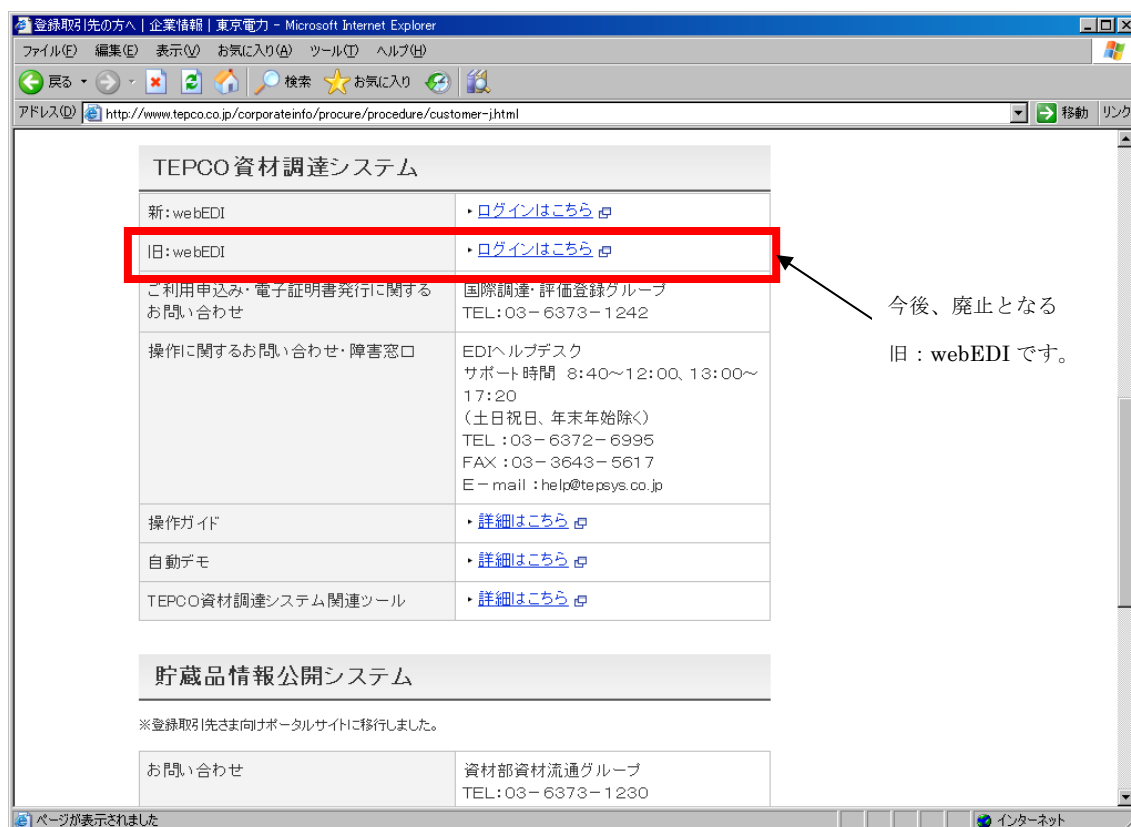 登録取引先の方へ | 企業情報 | 東京電力 - Microsoft Internet Explorer
ファイル(F) 編集(E) 表示(V) お気に入り(A) ツール(T) ヘルプ(H)
戻る 検索 お気に入り
アドレス(D) http://www.tepco.co.jp/corporateinfo/procure/procedure/customer-j.html 移動 リンク
TEPCO資材調達システム
新:webEDI ログインはこちら
旧:webEDI ログインはこちら
ご利用申込み・電子証明書発行に関する
お問い合わせ
国際調達・評価登録グループ
TEL:03-6373-1242
操作に関するお問い合わせ・障害窓口
EDIヘルプデスク
サポート時間 8:40~12:00、13:00~
17:20
(土日祝日、年末年始除く)
TEL:03-6372-6995
FAX:03-3643-5617
E-mail:help@tepsys.co.jp
操作ガイド 詳細はこちら
自動デモ 詳細はこちら
TEPCO資材調達システム関連ツール 詳細はこちら
今後、廃止となる
旧:webEDI です。
貯蔵品情報公開システム
※登録取引先さま向けポータルサイトに移行しました。
お問い合わせ
資材部資材流通グループ
TEL:03-6373-1230
ページが表示されました インターネット